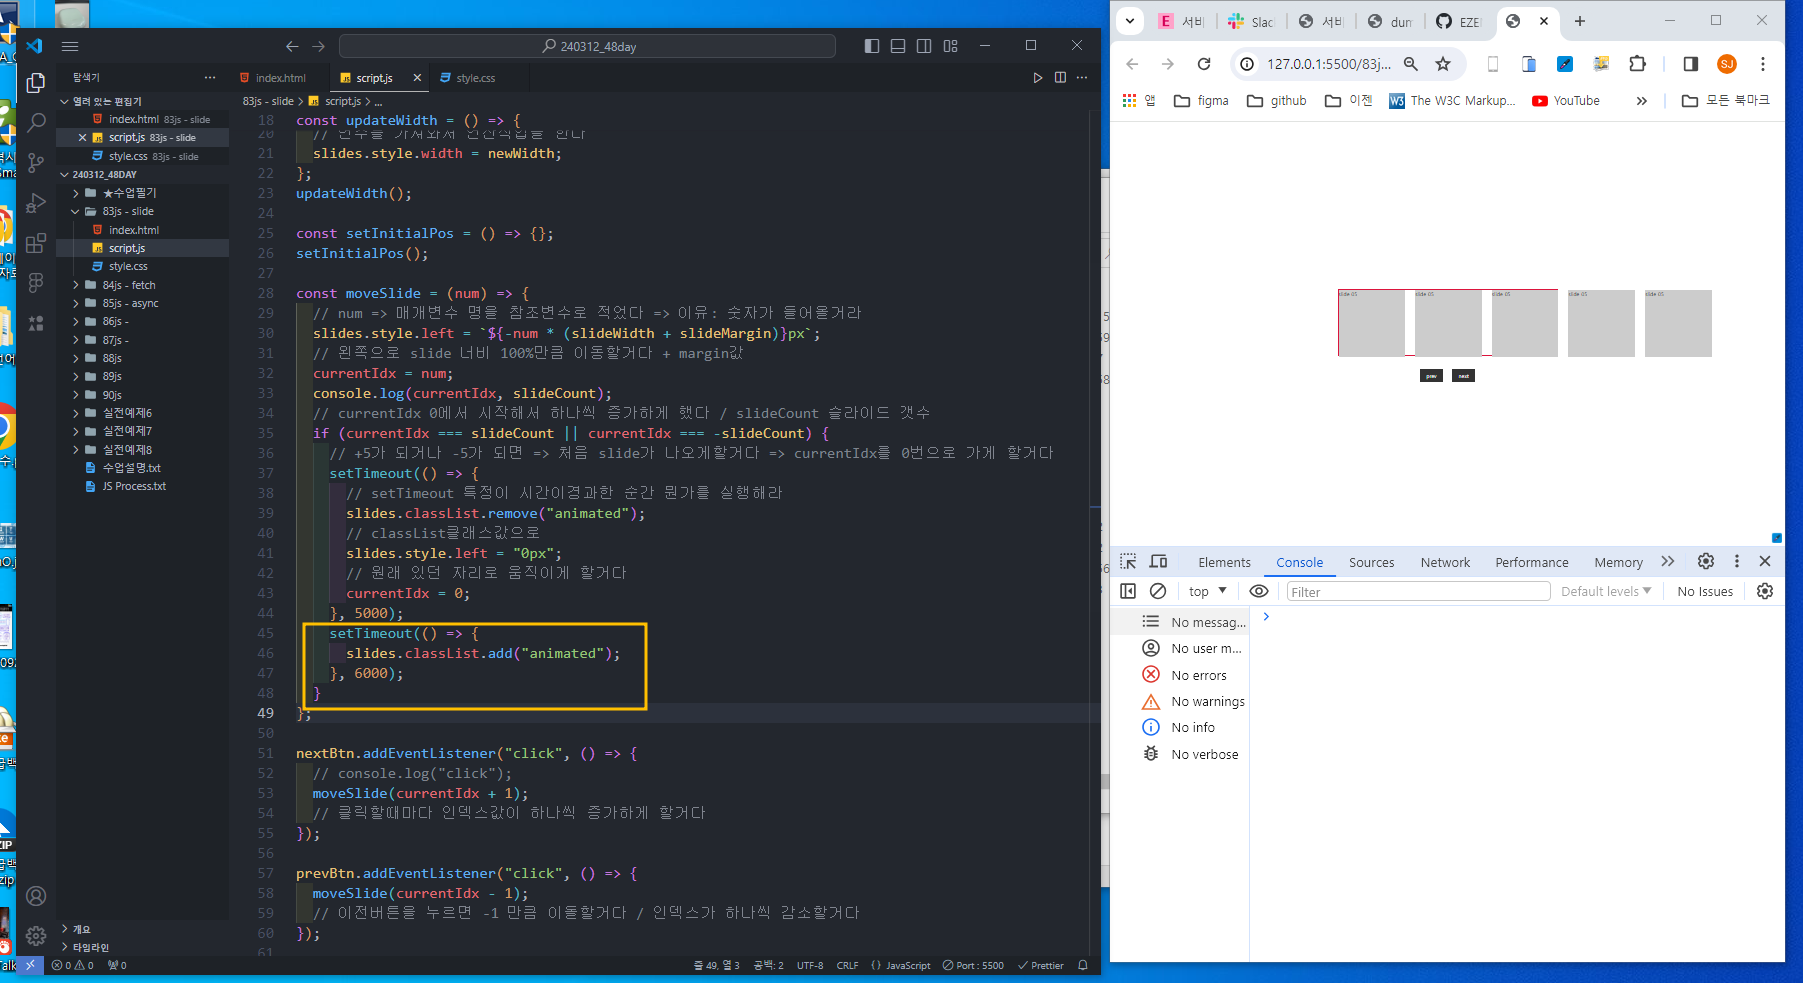 240312_48day
탐색기
index.html
script.js
style.css
열려 있는 편집기
index.html 83js - slide
script.js 83js - slide
style.css 83js - slide
240312_48DAY
★수업필기
83js - slide
index.html
script.js
style.css
84js - fetch
85js - async
86js -
87js -
88js
89js
90js
실전예제6
실전예제7
실전예제8
수업설명.txt
JS Process.txt
개요
타임라인
83js - slide > script.js > ...
18 const updateWidth = () => {
21 slides.style.width = newWidth;
22 };
23 updateWidth();
24
25 const setInitialPos = () => {};
26 setInitialPos();
27
28 const moveSlide = (num) => {
29 // num => 매개변수 명을 참조변수로 적었다 => 이유: 숫자가 들어올거라
30 slides.style.left = `${-num * (slideWidth + slideMargin)}px`;
31 // 왼쪽으로 slide 너비 100%만큼 이동할거다 + margin값
32 currentIdx = num;
33 console.log(currentIdx, slideCount);
34 // currentIdx 0에서 시작해서 하나씩 증가하게 했다 / slideCount 슬라이드 갯수
35 if (currentIdx === slideCount || currentIdx === -slideCount) {
36 // +5가 되거나 -5가 되면 => 처음 slide가 나오게할거다 => currentIdx를 0번으로 가게 할거다
37 setTimeout(() => {
38 // setTimeout 특정이 시간이경과한 순간 뭔가를 실행해라
39 slides.classList.remove("animated");
40 // classList클래스값으로
41 slides.style.left = "0px";
42 // 원래 있던 자리로 움직이게 할거다
43 currentIdx = 0;
44 }, 5000);
45 setTimeout(() => {
46 slides.classList.add("animated");
47 }, 6000);
48 }
49 };
50
51 nextBtn.addEventListener("click", () => {
52 // console.log("click");
53 moveSlide(currentIdx + 1);
54 // 클릭할때마다 인덱스값이 하나씩 증가하게 할거다
55 });
56
57 prevBtn.addEventListener("click", () => {
58 moveSlide(currentIdx - 1);
59 // 이전버튼을 누르면 -1 만큼 이동할거다 / 인덱스가 하나씩 감소할거다
60 });
61
0 0 0
줄 49, 열 3 공백: 2 UTF-8 CRLF {} JavaScript Port : 5500 Prettier
E 서비 Slac 서비 dum EZE
127.0.0.1:5500/83j... SJ
앱 figma github 이젠 W3 The W3C Markup... YouTube » 모든 북마크
slide 05 slide 05 slide 05 slide 05 slide 05
prev next
Elements Console Sources Network Performance Memory
top Filter Default levels No Issues
No messag...
No user m...
No errors
No warnings
No info
No verbose